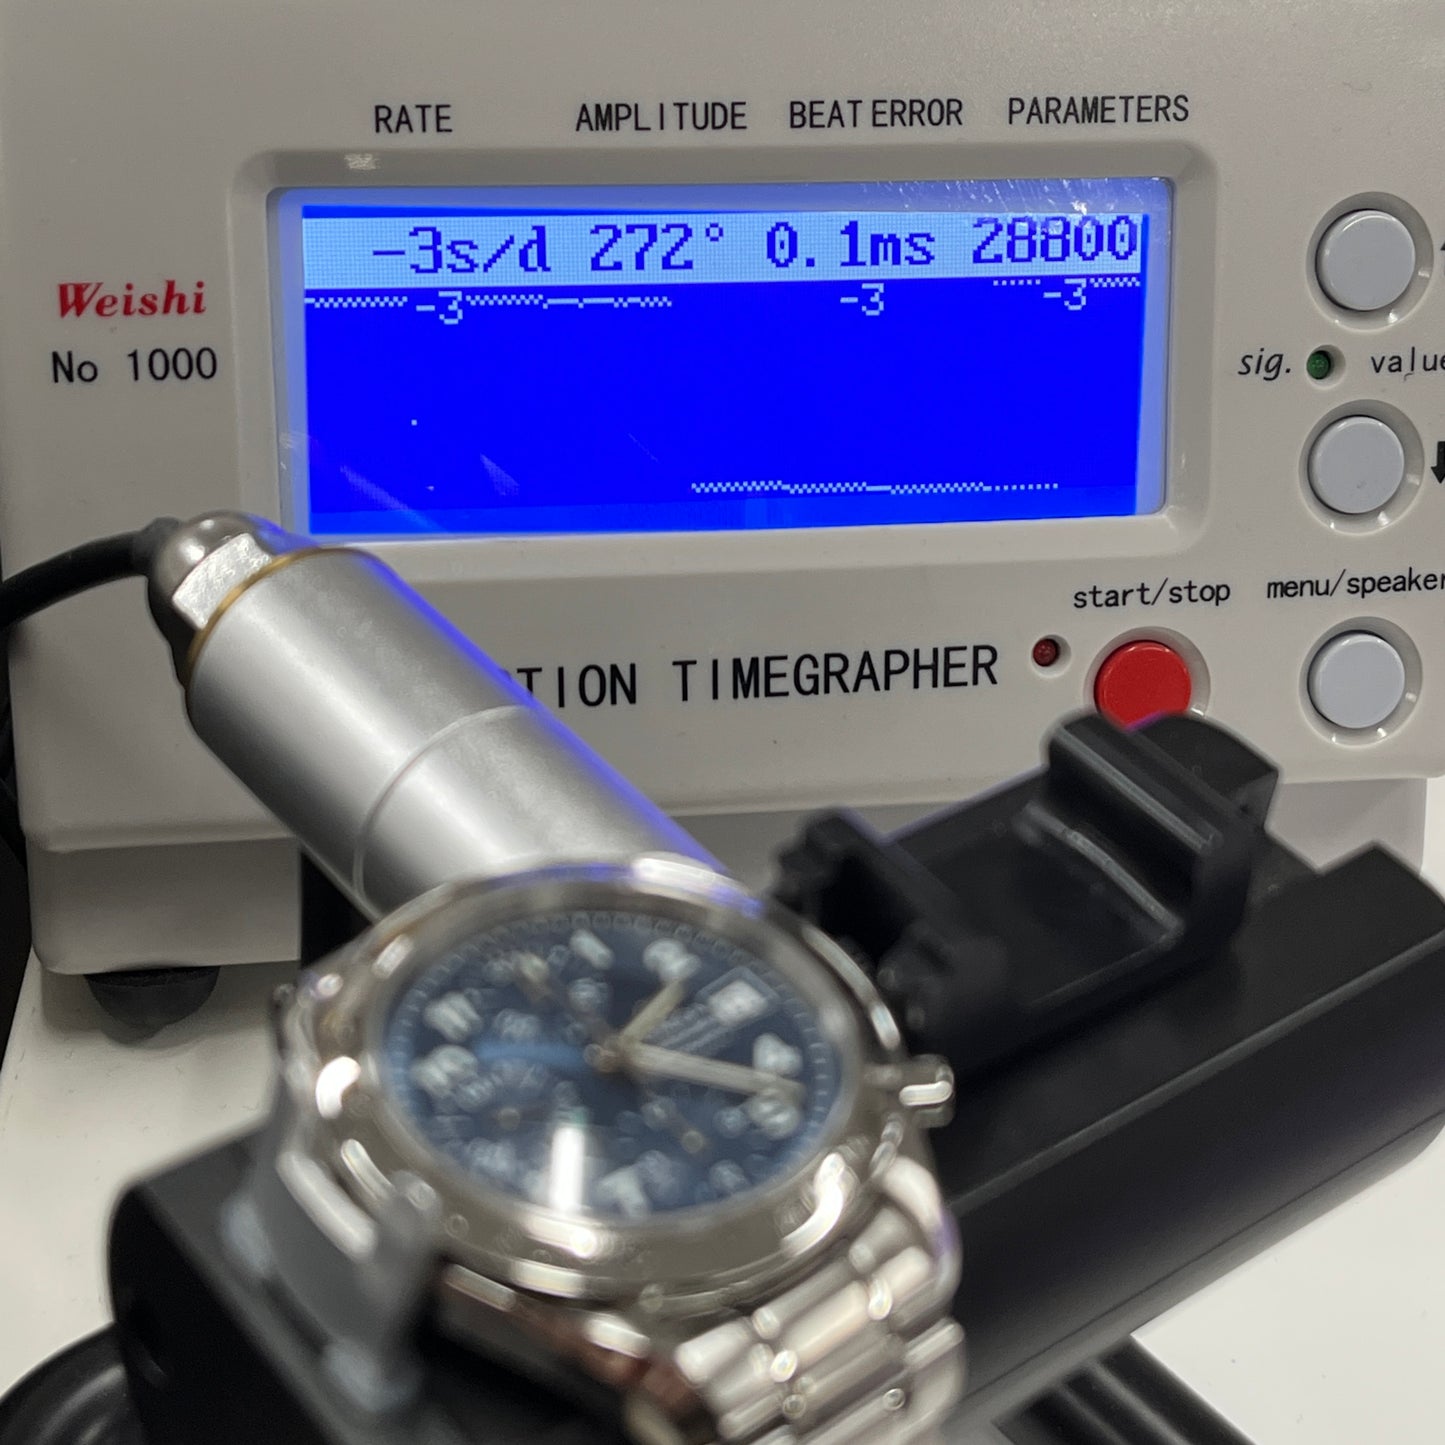 RATE AMPLITUDE BEAT ERROR PARAMETERS
-3s/d 272° 0.1ms 28800
-3 -3 -3
Weishi
No 1000
sig. value
start/stop menu/speaker
TION TIMEGRAPHER